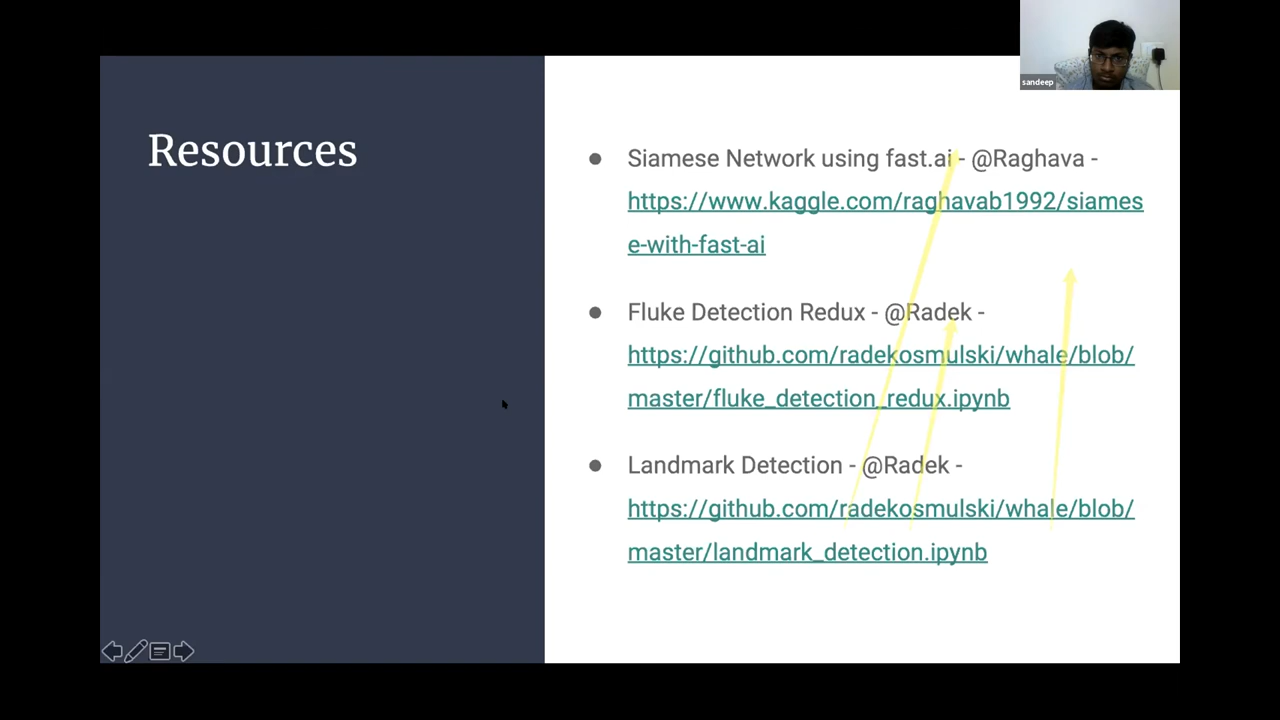 sandeep
Resources
● Siamese Network using fast.ai - @Raghava -
https://www.kaggle.com/raghavab1992/siames
e-with-fast-ai
● Fluke Detection Redux - @Radek -
https://github.com/radekosmulski/whale/blob/
master/fluke_detection_redux.ipynb
● Landmark Detection - @Radek -
https://github.com/radekosmulski/whale/blob/
master/landmark_detection.ipynb